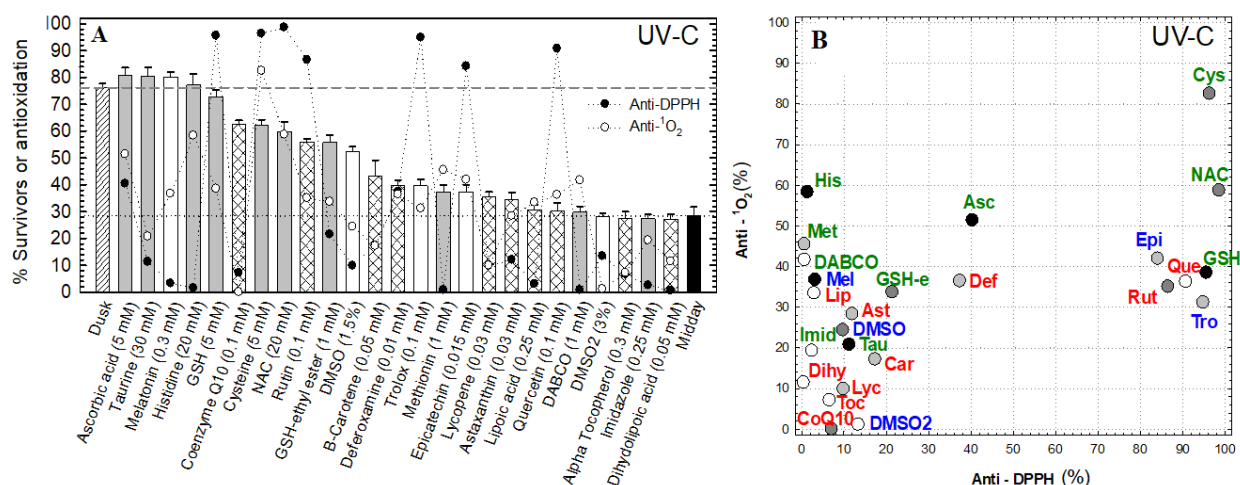 A
UV-C
% Survivors or antioxidation
100
90
80
70
60
50
40
30
20
10
0
Anti-DPPH
Anti-¹O₂
Dusk
Ascorbic acid (5 mM)
Taurine (30 mM)
Melatonin (0.3 mM)
Histidine (20 mM)
GSH (5 mM)
Coenzyme Q10 (0.1 mM)
Cysteine (5 mM)
NAC (20 mM)
Rutin (0.1 mM)
GSH-ethyl ester (1 mM)
DMSO (1.5%)
B-Carotene (0.05 mM)
Deferoxamine (0.01 mM)
Trolox (0.1 mM)
Methionin (1 mM)
Epicatechin (0.015 mM)
Lycopene (0.03 mM)
Astaxanthin (0.03 mM)
Lipoic acid (0.25 mM)
Quercetin (0.1 mM)
DABCO (1 mM)
DMSO2 (3%)
Alpha Tocopherol (0.3 mM)
Imidazole (0.25 mM)
Dihydolipoic acid (0.05 mM)
Midday
B
UV-C
Anti - ¹O₂ (%)
100
90
80
70
60
50
40
30
20
10
0
Cys
His
NAC
Asc
Met
Epi
DABCO
Mel
GSH-e
Def
Que
GSH
Lip
Ast
Rut
Tro
Imid
DMSO
Tau
Car
Dihy
Lyc
Toc
CoQ10
DMSO2
0 10 20 30 40 50 60 70 80 90 100
Anti - DPPH (%)